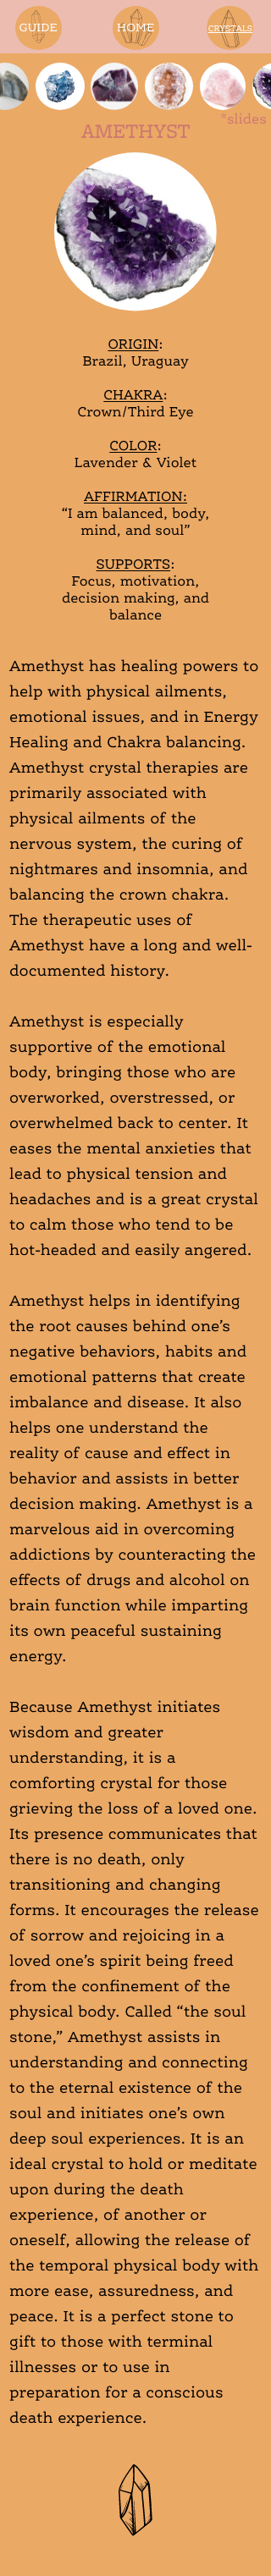 GUIDE HOME CRYSTALS
*slides
AMETHYST
ORIGIN:
Brazil, Uraguay
CHAKRA:
Crown/Third Eye
COLOR:
Lavender & Violet
AFFIRMATION:
“I am balanced, body,
mind, and soul”
SUPPORTS:
Focus, motivation,
decision making, and
balance
Amethyst has healing powers to
help with physical ailments,
emotional issues, and in Energy
Healing and Chakra balancing.
Amethyst crystal therapies are
primarily associated with
physical ailments of the
nervous system, the curing of
nightmares and insomnia, and
balancing the crown chakra.
The therapeutic uses of
Amethyst have a long and well-
documented history.
Amethyst is especially
supportive of the emotional
body, bringing those who are
overworked, overstressed, or
overwhelmed back to center. It
eases the mental anxieties that
lead to physical tension and
headaches and is a great crystal
to calm those who tend to be
hot-headed and easily angered.
Amethyst helps in identifying
the root causes behind one’s
negative behaviors, habits and
emotional patterns that create
imbalance and disease. It also
helps one understand the
reality of cause and effect in
behavior and assists in better
decision making. Amethyst is a
marvelous aid in overcoming
addictions by counteracting the
effects of drugs and alcohol on
brain function while imparting
its own peaceful sustaining
energy.
Because Amethyst initiates
wisdom and greater
understanding, it is a
comforting crystal for those
grieving the loss of a loved one.
Its presence communicates that
there is no death, only
transitioning and changing
forms. It encourages the release
of sorrow and rejoicing in a
loved one’s spirit being freed
from the confinement of the
physical body. Called “the soul
stone,” Amethyst assists in
understanding and connecting
to the eternal existence of the
soul and initiates one’s own
deep soul experiences. It is an
ideal crystal to hold or meditate
upon during the death
experience, of another or
oneself, allowing the release of
the temporal physical body with
more ease, assuredness, and
peace. It is a perfect stone to
gift to those with terminal
illnesses or to use in
preparation for a conscious
death experience.